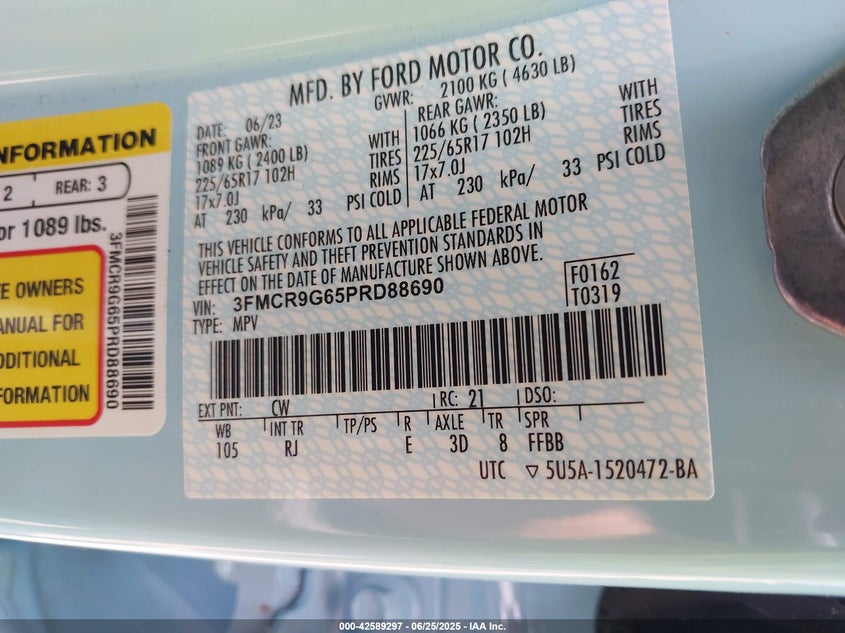 MFD. BY FORD MOTOR CO.
GVWR: 2100 KG ( 4630 LB)
DATE: 06/23
FRONT GAWR:
1089 KG (2400 LB)
225/65R17 102H
17x7.0J
AT 230 kPa/ 33 PSI COLD
WITH
TIRES
RIMS
REAR GAWR:
1066 KG ( 2350 LB)
225/65R17 102H
17x7.0J
AT 230 kPa/ 33 PSI COLD
WITH
TIRES
RIMS
THIS VEHICLE CONFORMS TO ALL APPLICABLE FEDERAL MOTOR
VEHICLE SAFETY AND THEFT PREVENTION STANDARDS IN
EFFECT ON THE DATE OF MANUFACTURE SHOWN ABOVE.
VIN: 3FMCR9G65PRD88690
TYPE: MPV
F0162
T0319
EXT PNT: CW RC: 21 DSO:
WB INT TR TP/PS R AXLE TR SPR
105 RJ E 3D 8 FFBB
UTC ▽ 5U5A-1520472-BA
NFORMATION
2 REAR: 3
or 1089 lbs.
E OWNERS
ANUAL FOR
DDITIONAL
FORMATION
3FMCR9G65PRD88690
000-42589297 - 06/25/2025 - IAA Inc.